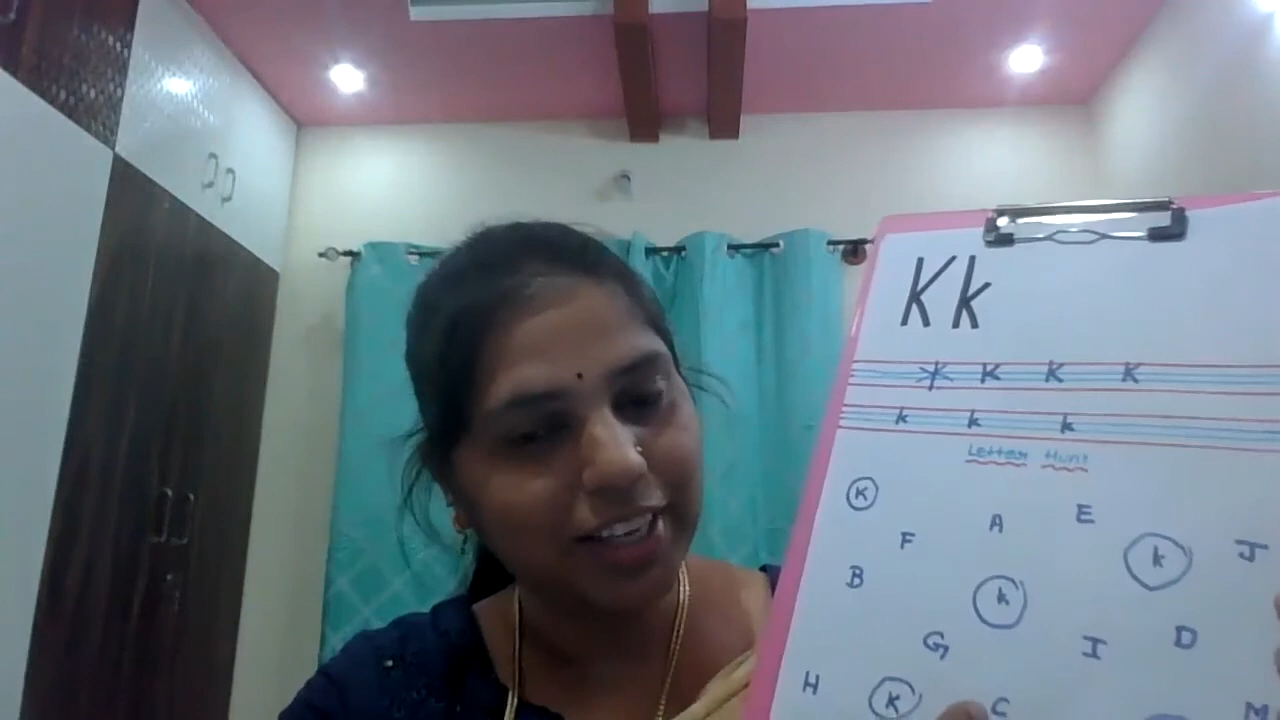 Kk
K K K K
k k k
Letter Hunt
K
A E
F K J
B
K
G I D
H K C M